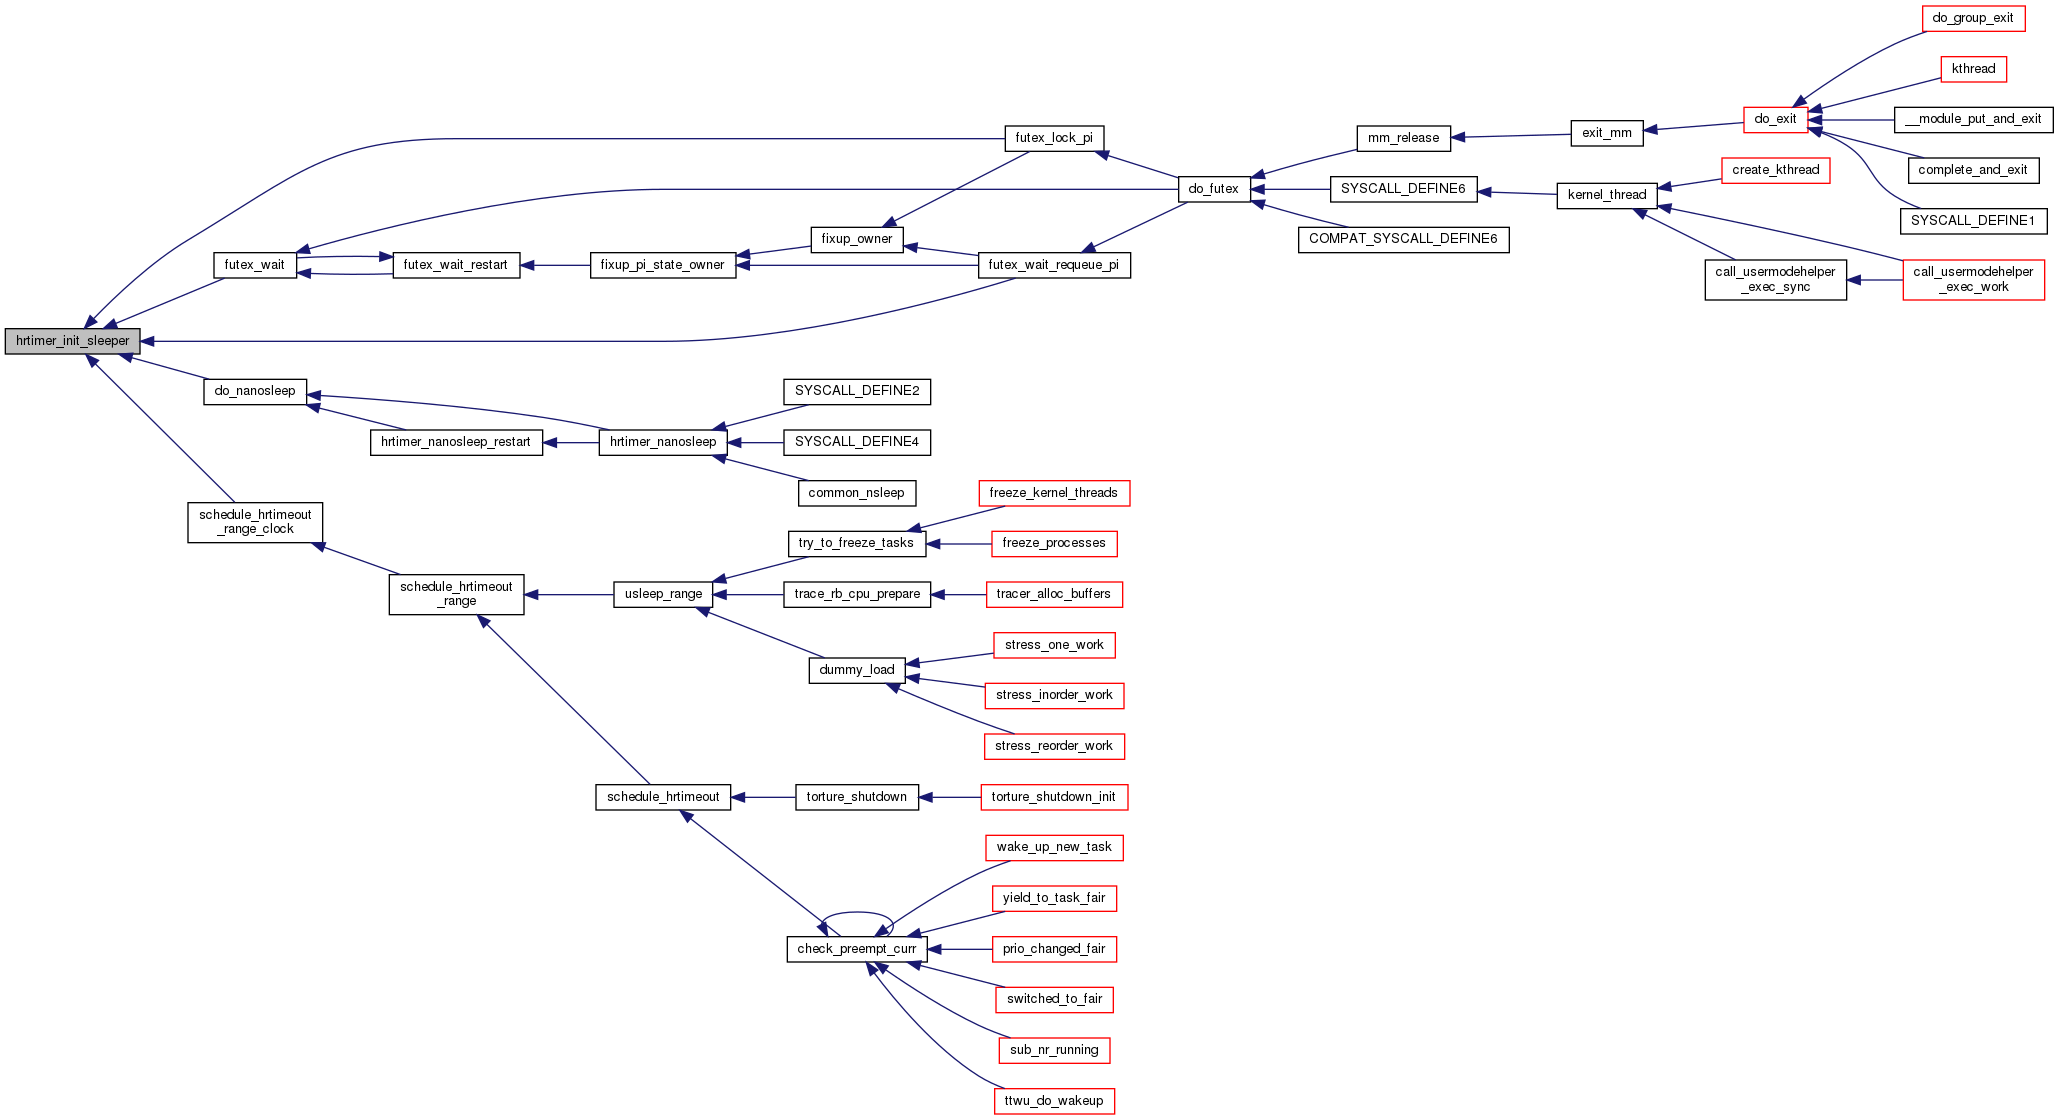 do_group_exit
kthread
do_exit
__module_put_and_exit
futex_lock_pi
mm_release
exit_mm
complete_and_exit
create_kthread
do_futex
SYSCALL_DEFINE6
kernel_thread
SYSCALL_DEFINE1
fixup_owner
COMPAT_SYSCALL_DEFINE6
futex_wait
futex_wait_restart
fixup_pi_state_owner
futex_wait_requeue_pi
call_usermodehelper
_exec_sync
call_usermodehelper
_exec_work
hrtimer_init_sleeper
do_nanosleep
SYSCALL_DEFINE2
hrtimer_nanosleep_restart
hrtimer_nanosleep
SYSCALL_DEFINE4
common_nsleep
freeze_kernel_threads
schedule_hrtimeout
_range_clock
try_to_freeze_tasks
freeze_processes
schedule_hrtimeout
_range
usleep_range
trace_rb_cpu_prepare
tracer_alloc_buffers
stress_one_work
dummy_load
stress_inorder_work
stress_reorder_work
schedule_hrtimeout
torture_shutdown
torture_shutdown_init
wake_up_new_task
yield_to_task_fair
check_preempt_curr
prio_changed_fair
switched_to_fair
sub_nr_running
ttwu_do_wakeup